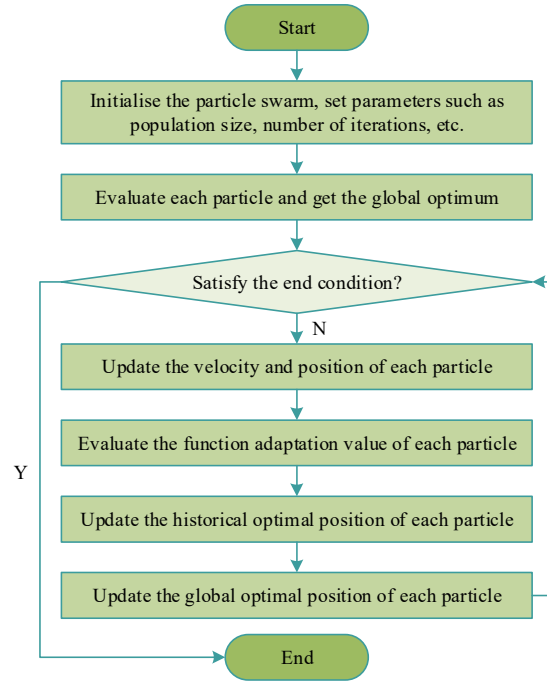 Start
Initialise the particle swarm, set parameters such as
population size, number of iterations, etc.
Evaluate each particle and get the global optimum
Satisfy the end condition?
N
Update the velocity and position of each particle
Evaluate the function adaptation value of each particle
Y
Update the historical optimal position of each particle
Update the global optimal position of each particle
End